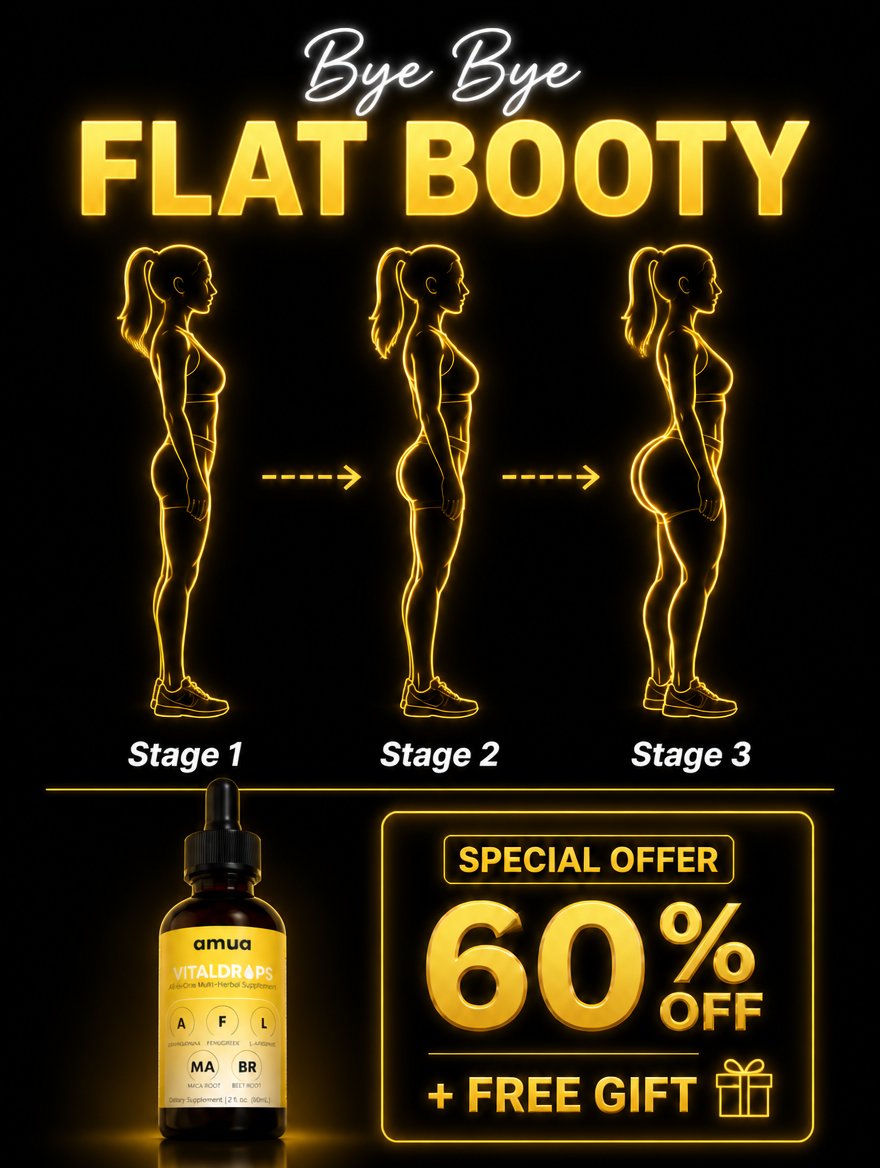 Bye Bye
FLAT BOOTY
Stage 1 Stage 2 Stage 3
amua
VITALDROPS
All-in-One Multi-Herbal Supplement
A F L
ASHWAGANDHA FENUGREEK L-ARGININE
MA BR
MACA ROOT BEET ROOT
Dietary Supplement | 2 fl. oz. (60mL)
SPECIAL OFFER
60% OFF
+ FREE GIFT